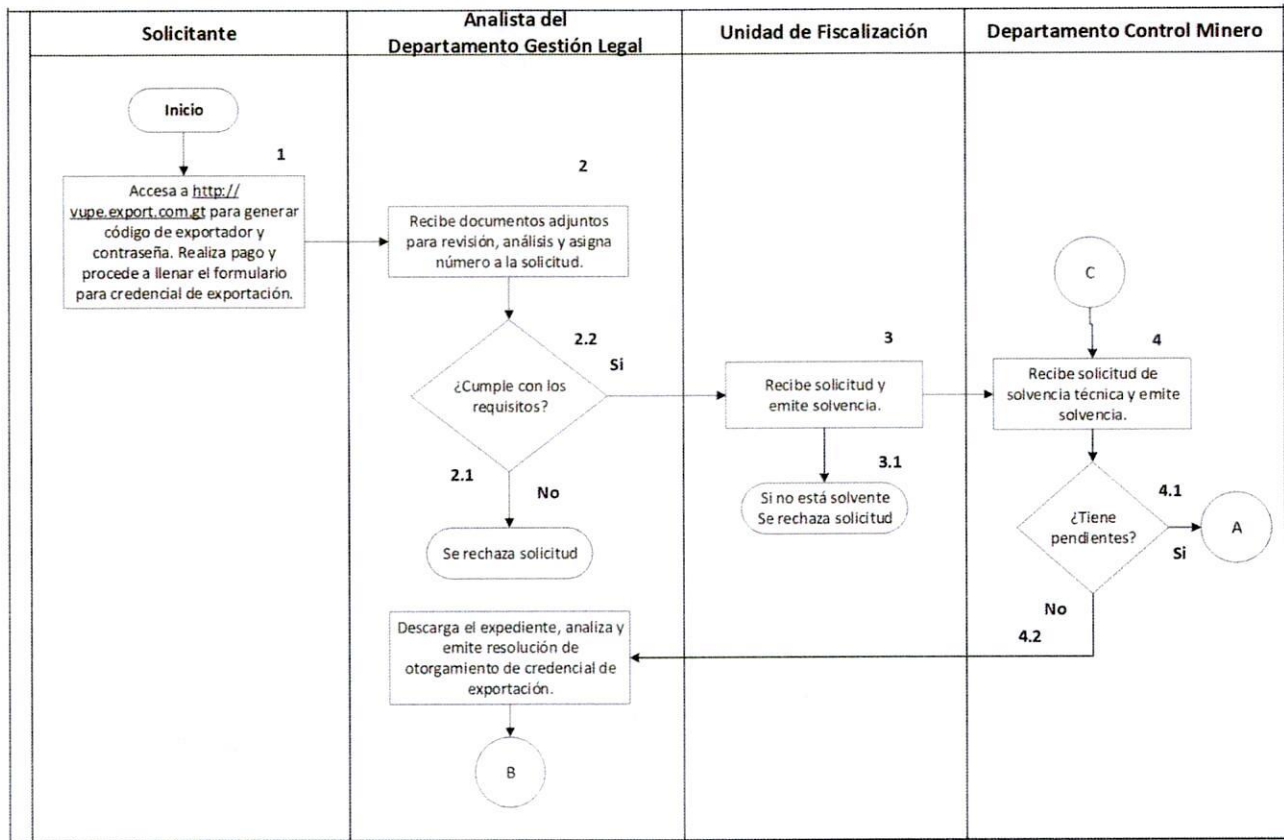 Solicitante
Analista del
Departamento Gestión Legal
Unidad de Fiscalización
Departamento Control Minero
Inicio
1
Accesa a http://
vupe.export.com.gt para generar
código de exportador y
contraseña. Realiza pago y
procede a llenar el formulario
para credencial de exportación.
2
Recibe documentos adjuntos
para revisión, análisis y asigna
número a la solicitud.
¿Cumple con los
requisitos?
2.2
Si
2.1
No
Se rechaza solicitud
3
Recibe solicitud y
emite solvencia.
3.1
Si no está solvente
Se rechaza solicitud
C
4
Recibe solicitud de
solvencia técnica y emite
solvencia.
¿Tiene
pendientes?
4.1
Si
A
No
4.2
Descarga el expediente, analiza y
emite resolución de
otorgamiento de credencial de
exportación.
B